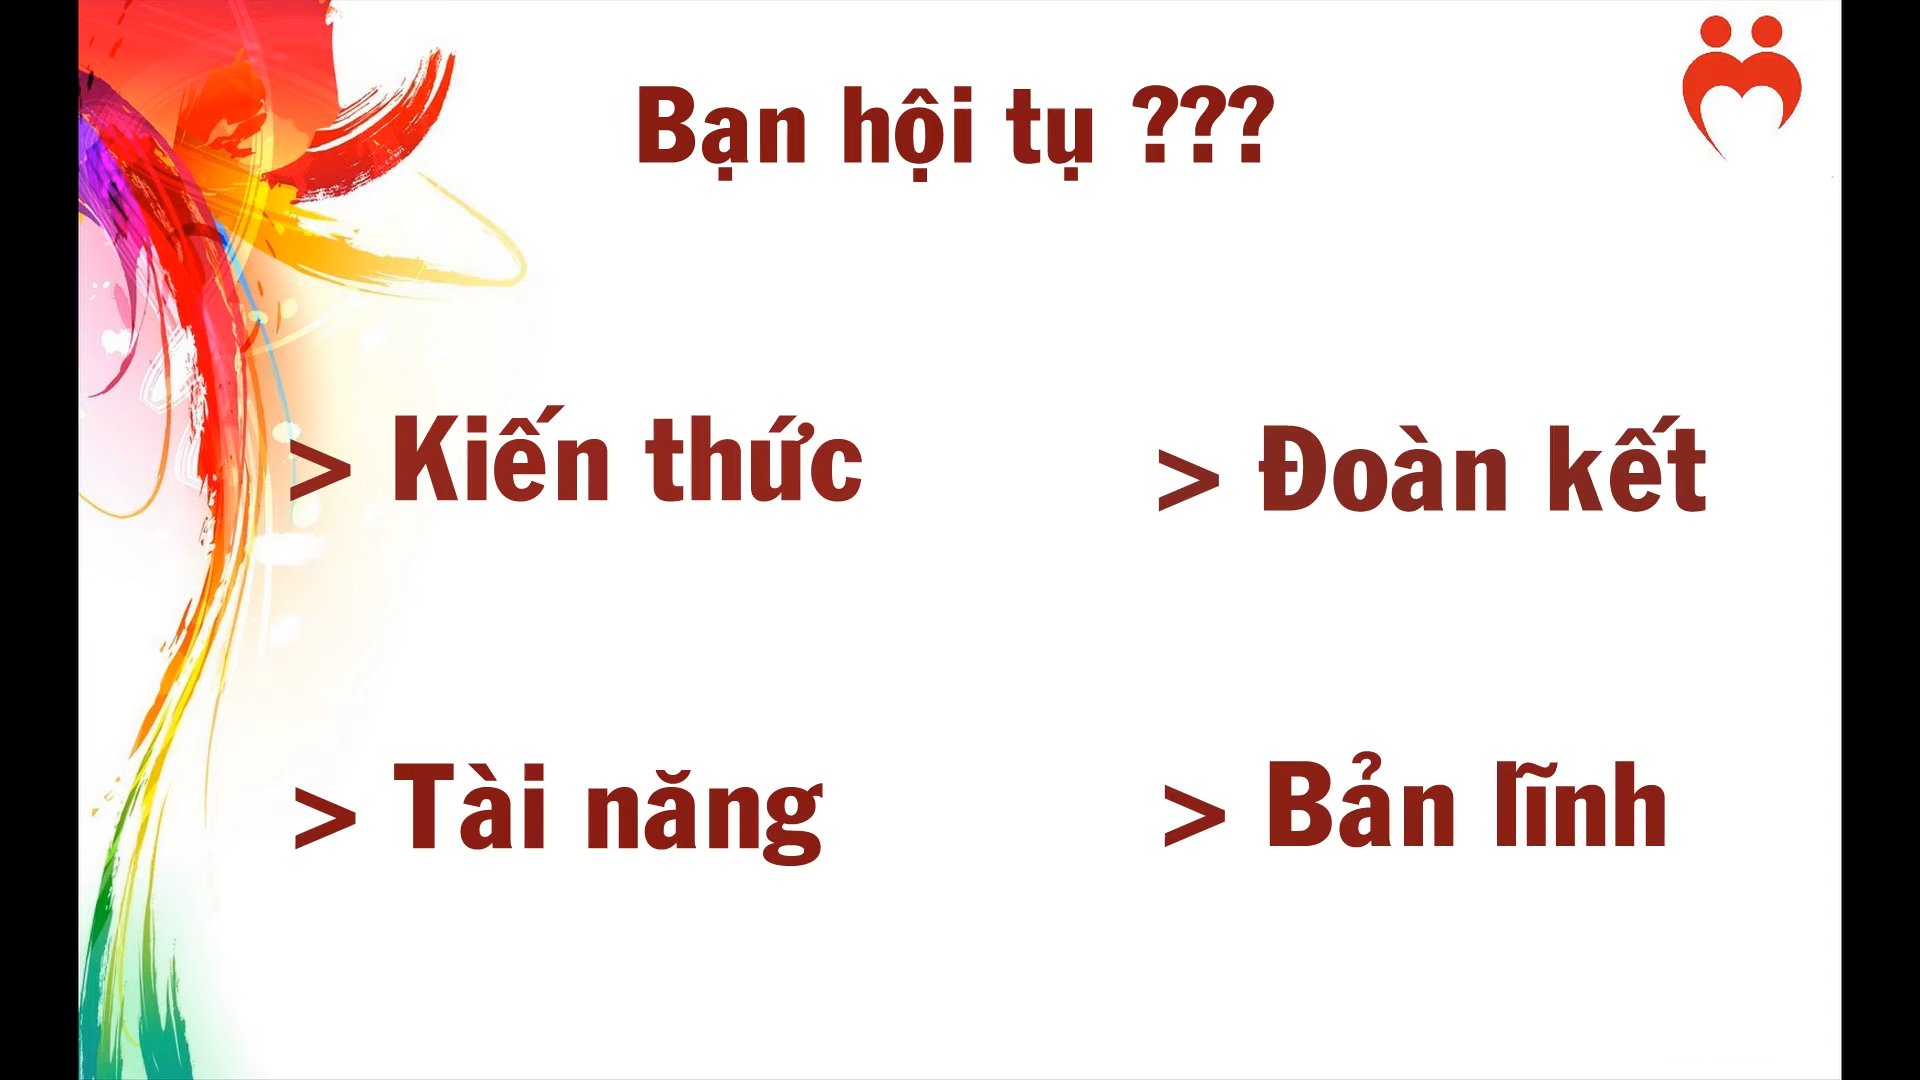 Bạn hội tụ ???
> Kiến thức
> Đoàn kết
> Tài năng
> Bản lĩnh